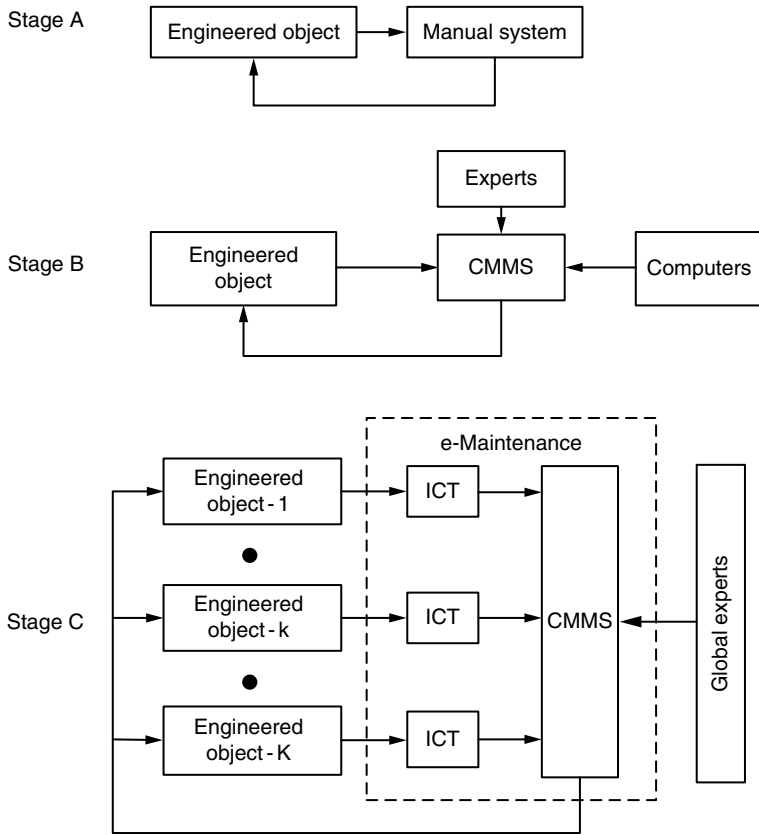 Stage A
Engineered object
Manual system
Experts
Stage B
Engineered
object
CMMS
Computers
e-Maintenance
Engineered
object - 1
ICT
Stage C
Engineered
object - k
ICT
CMMS
Global experts
Engineered
object - K
ICT